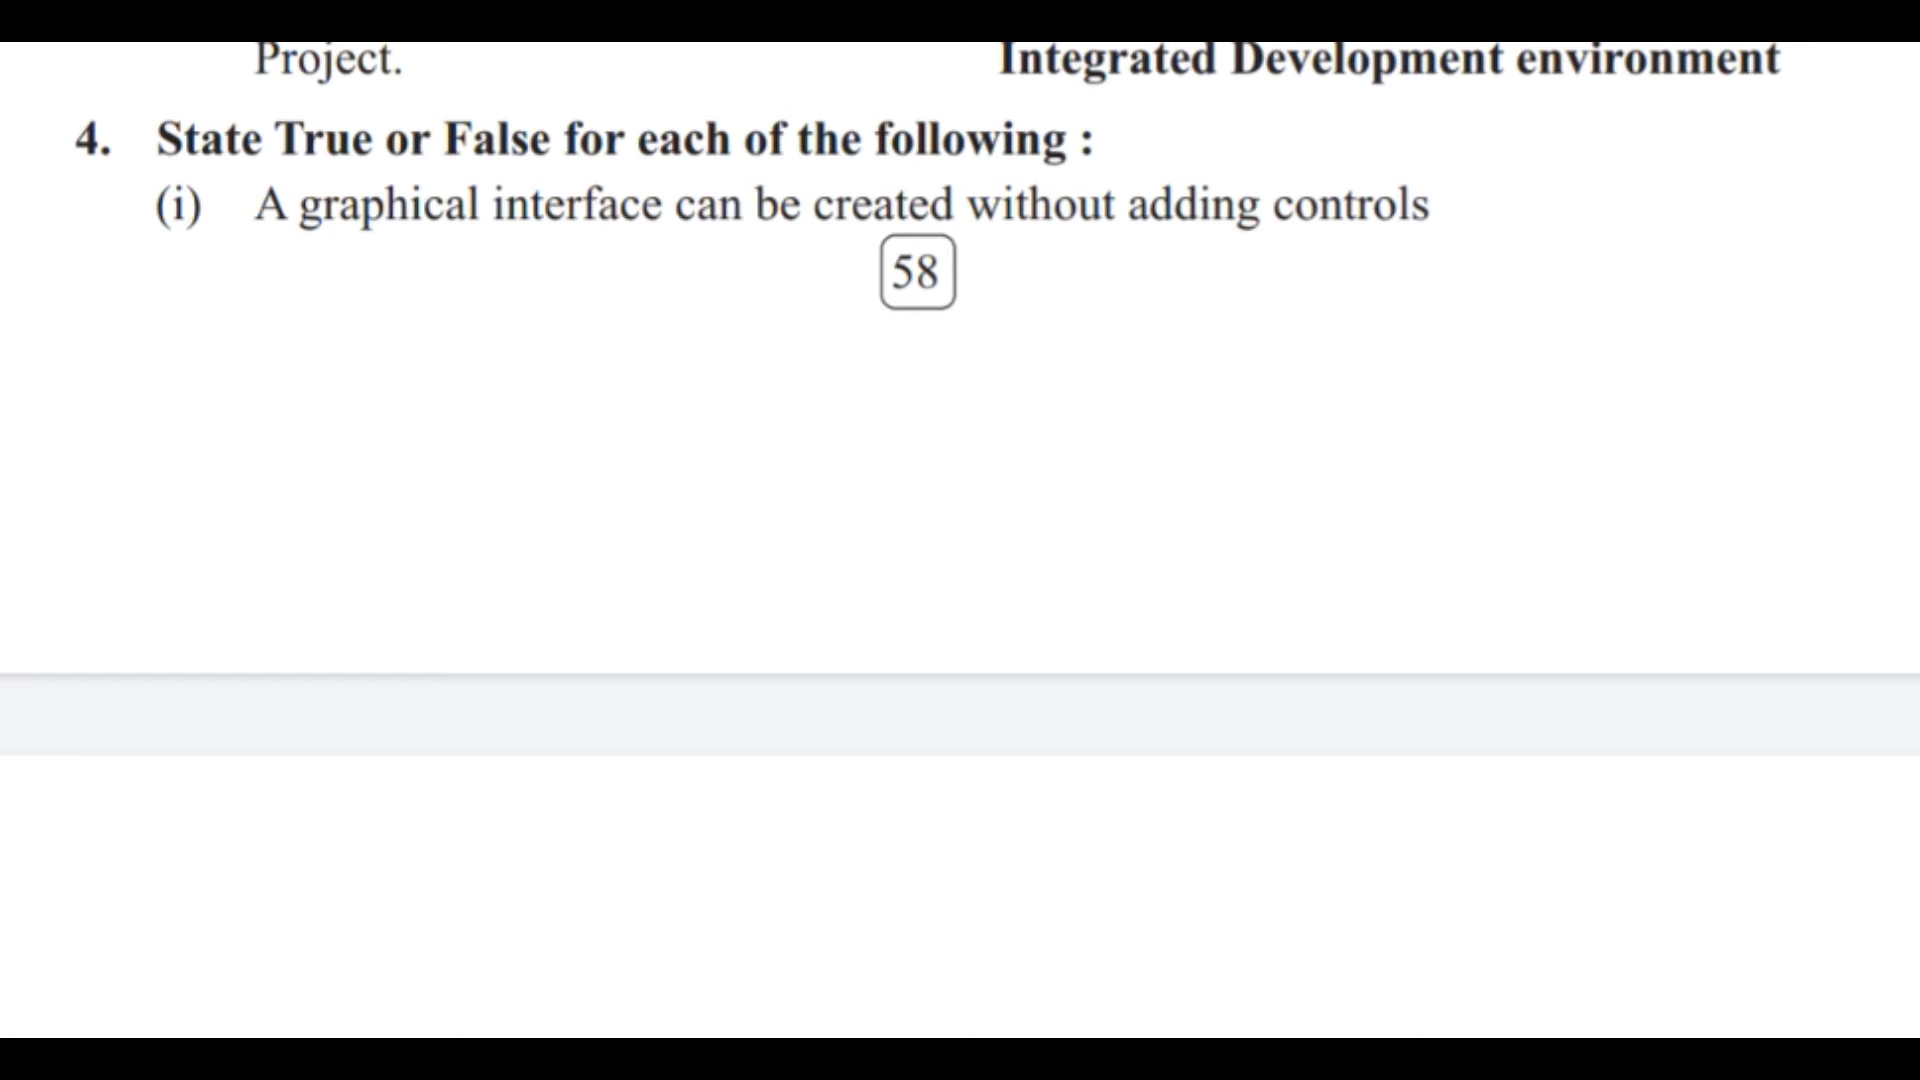 Project. Integrated Development environment
4. State True or False for each of the following :
(i) A graphical interface can be created without adding controls
58